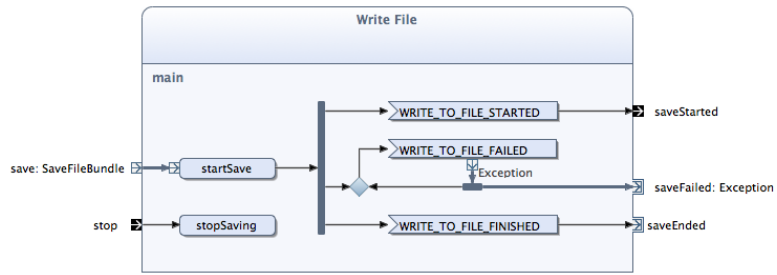 Write File
main
WRITE_TO_FILE_STARTED
saveStarted
WRITE_TO_FILE_FAILED
save: SaveFileBundle
startSave
Exception
saveFailed: Exception
stop
stopSaving
WRITE_TO_FILE_FINISHED
saveEnded